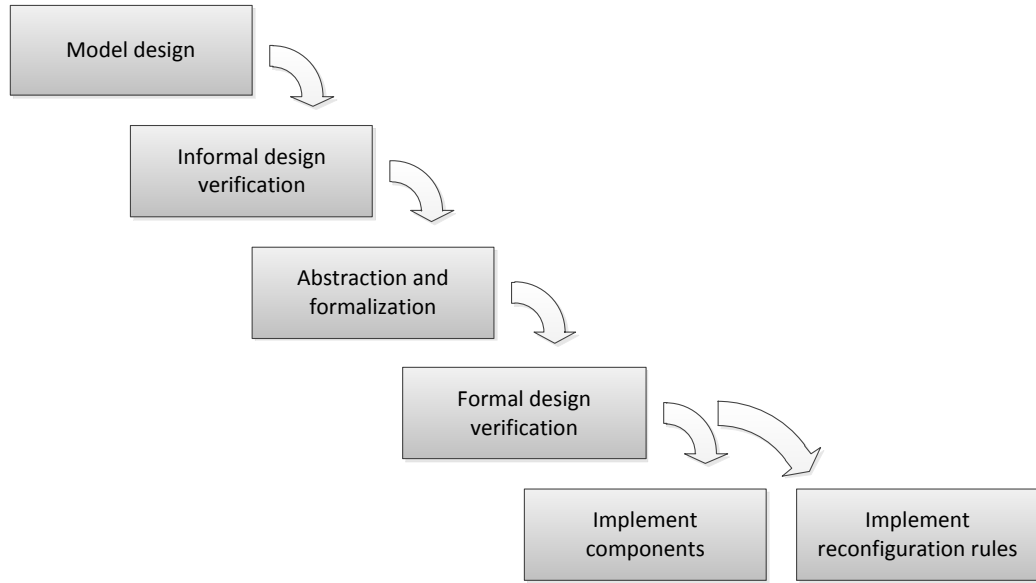 Model design
Informal design
verification
Abstraction and
formalization
Formal design
verification
Implement
components
Implement
reconfiguration rules